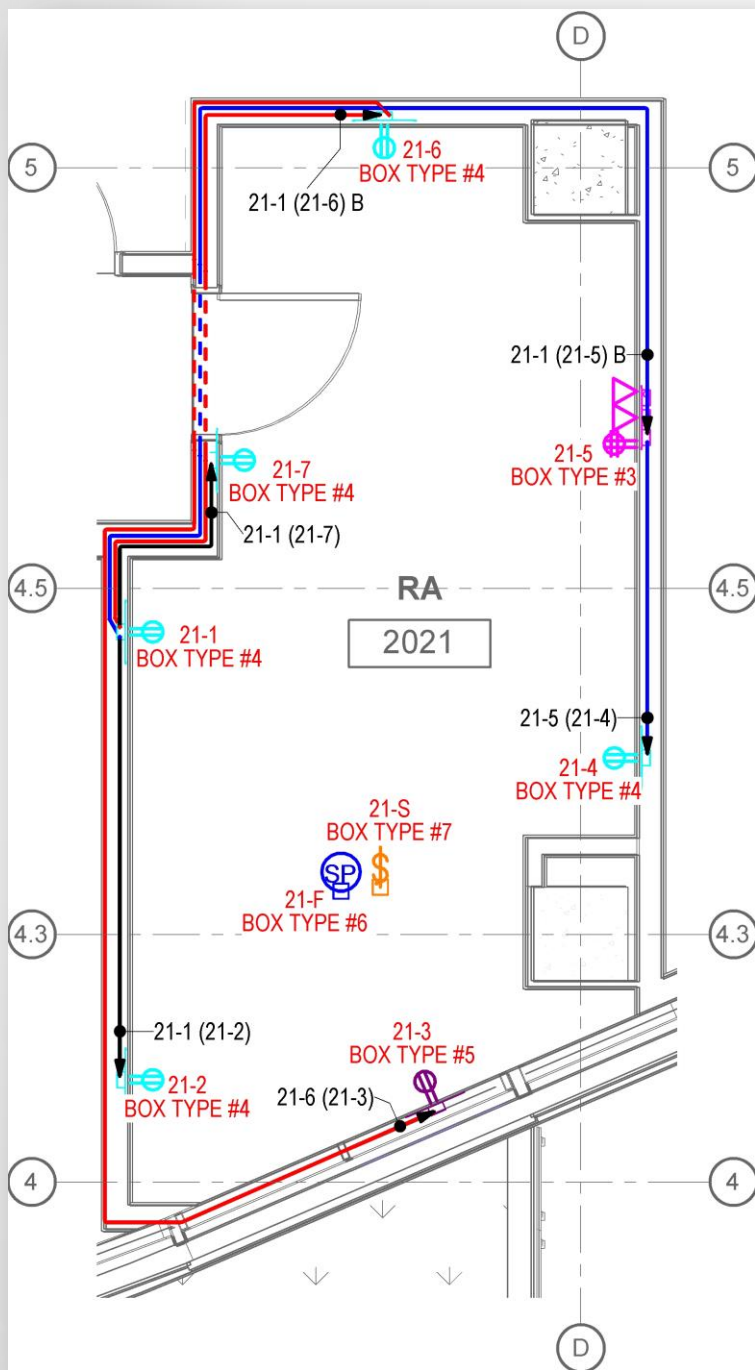 D
5
5
21-6
BOX TYPE #4
21-1 (21-6) B
21-1 (21-5) B
21-5
BOX TYPE #3
21-7
BOX TYPE #4
21-1 (21-7)
4.5
RA
4.5
2021
21-1
BOX TYPE #4
21-5 (21-4)
21-4
BOX TYPE #4
21-S
BOX TYPE #7
SP
$
21-F
BOX TYPE #6
4.3
4.3
21-1 (21-2)
21-3
BOX TYPE #5
21-2
BOX TYPE #4
21-6 (21-3)
4
4
D